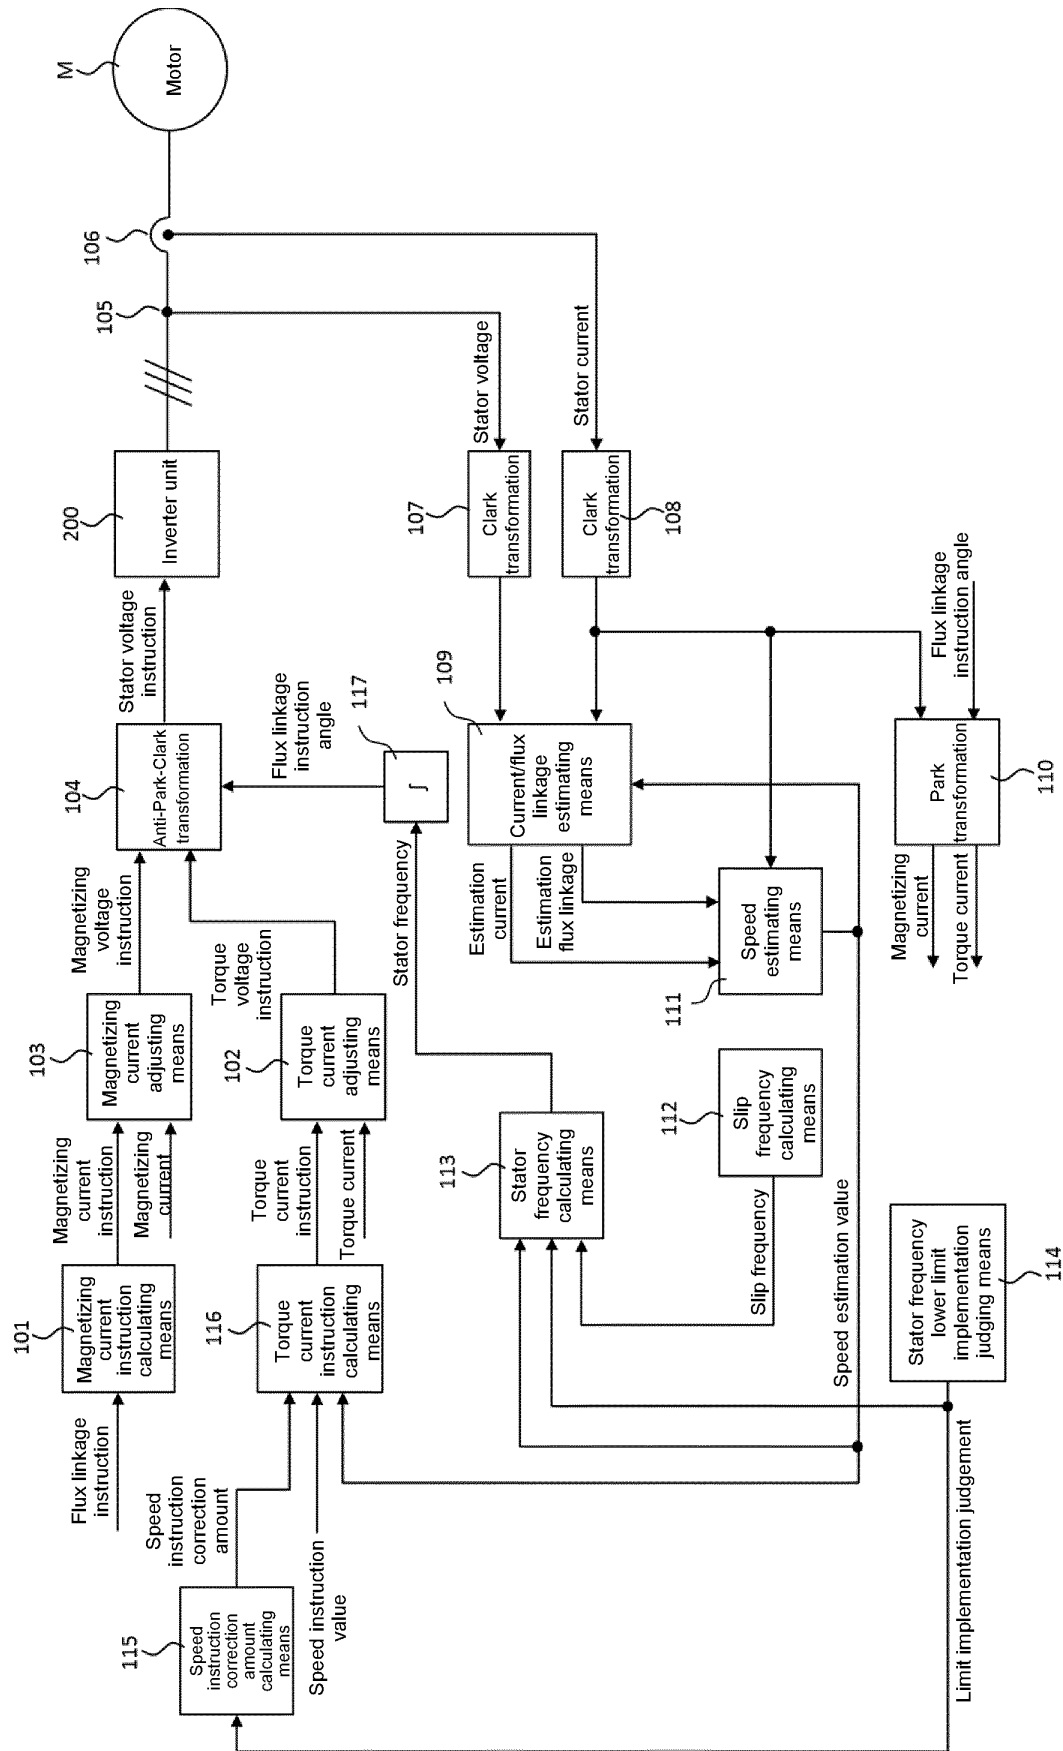 M
Motor
106
105
200
Inverter unit
Stator voltage
instruction
104
Anti-Park-Clark
transformation
Flux linkage
instruction
angle
117
∫
Stator frequency
Magnetizing
voltage
instruction
Torque
voltage
instruction
103
Magnetizing
current
adjusting
means
102
Torque
current
adjusting
means
Magnetizing
current
instruction
Magnetizing
current
Torque
current
instruction
Torque current
101
Magnetizing
current
instruction
calculating
means
116
Torque
current
instruction
calculating
means
Flux linkage
instruction
Speed
instruction
correction
amount
Speed instruction
value
115
Speed
instruction
correction
amount
calculating
means
Stator voltage
Stator current
107
Clark
transformation
108
Clark
transformation
109
Current/flux
linkage
estimating
means
Estimation
current
Estimation
flux linkage
111
Speed
estimating
means
Flux linkage
instruction angle
110
Park
transformation
Magnetizing
current
Torque current
112
Slip
frequency
calculating
means
113
Stator
frequency
calculating
means
Slip frequency
Speed estimation value
114
Stator frequency
lower limit
implementation
judging means
Limit implementation judgement